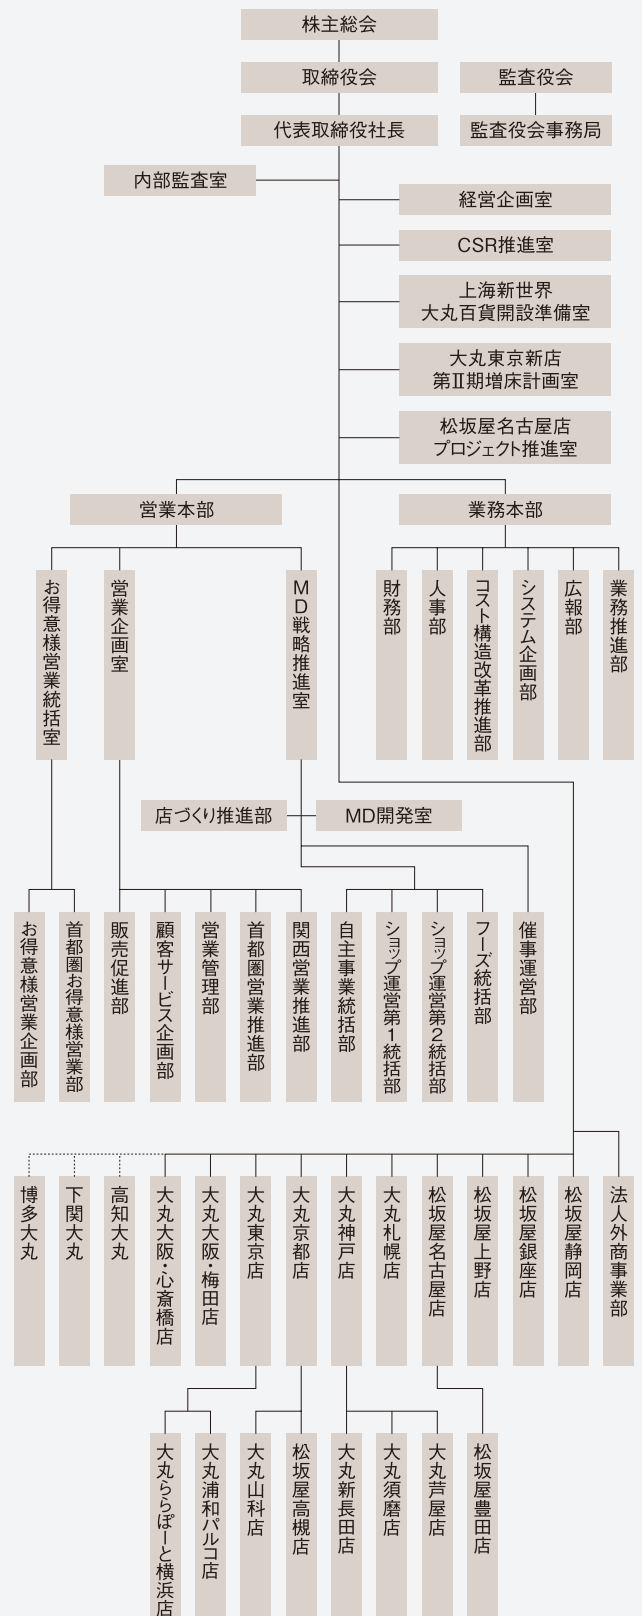 株主総会
取締役会
監査役会
代表取締役社長
監査役会事務局
内部監査室
経営企画室
CSR推進室
上海新世界
大丸百貨開設準備室
大丸東京新店
第Ⅱ期増床計画室
松坂屋名古屋店
プロジェクト推進室
営業本部
業務本部
お得意様営業統括室
営業企画室
MD戦略推進室
財務部
人事部
コスト構造改革推進部
システム企画部
広報部
業務推進部
店づくり推進部
MD開発室
お得意様営業企画部
首都圏お得意様営業部
販売促進部
顧客サービス企画部
営業管理部
首都圏営業推進部
関西営業推進部
自主事業統括部
ショップ運営第1統括部
ショップ運営第2統括部
フーズ統括部
催事運営部
博多大丸
下関大丸
高知大丸
大丸大阪・心斎橋店
大丸大阪・梅田店
大丸東京店
大丸京都店
大丸神戸店
大丸札幌店
松坂屋名古屋店
松坂屋上野店
松坂屋銀座店
松坂屋静岡店
法人外商事業部
大丸ららぽーと横浜店
大丸浦和パルコ店
大丸山科店
松坂屋高槻店
大丸新長田店
大丸須磨店
大丸芦屋店
松坂屋豊田店